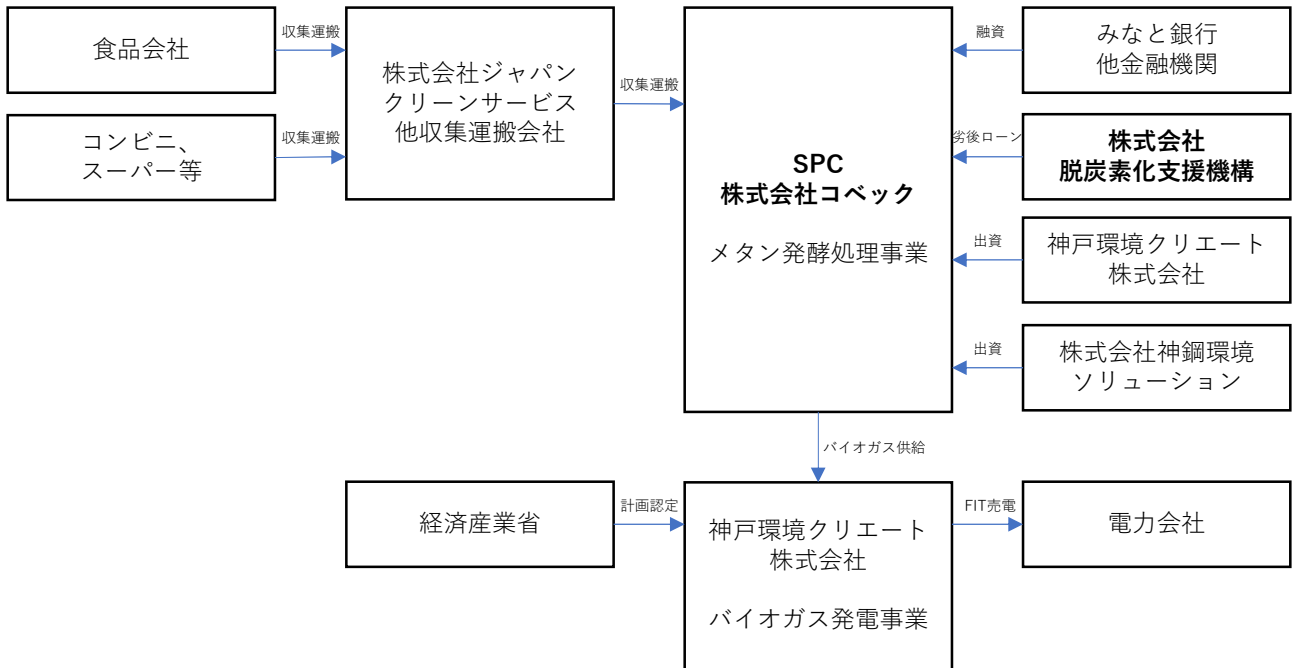 食品会社
収集運搬
コンビニ、
スーパー等
収集運搬
株式会社ジャパン
クリーンサービス
他収集運搬会社
収集運搬
SPC
株式会社コベック
メタン発酵処理事業
融資
みなと銀行
他金融機関
劣後ローン
株式会社
脱炭素化支援機構
出資
神戸環境クリエート
株式会社
出資
株式会社神鋼環境
ソリューション
バイオガス供給
経済産業省
計画認定
神戸環境クリエート
株式会社
バイオガス発電事業
FIT売電
電力会社